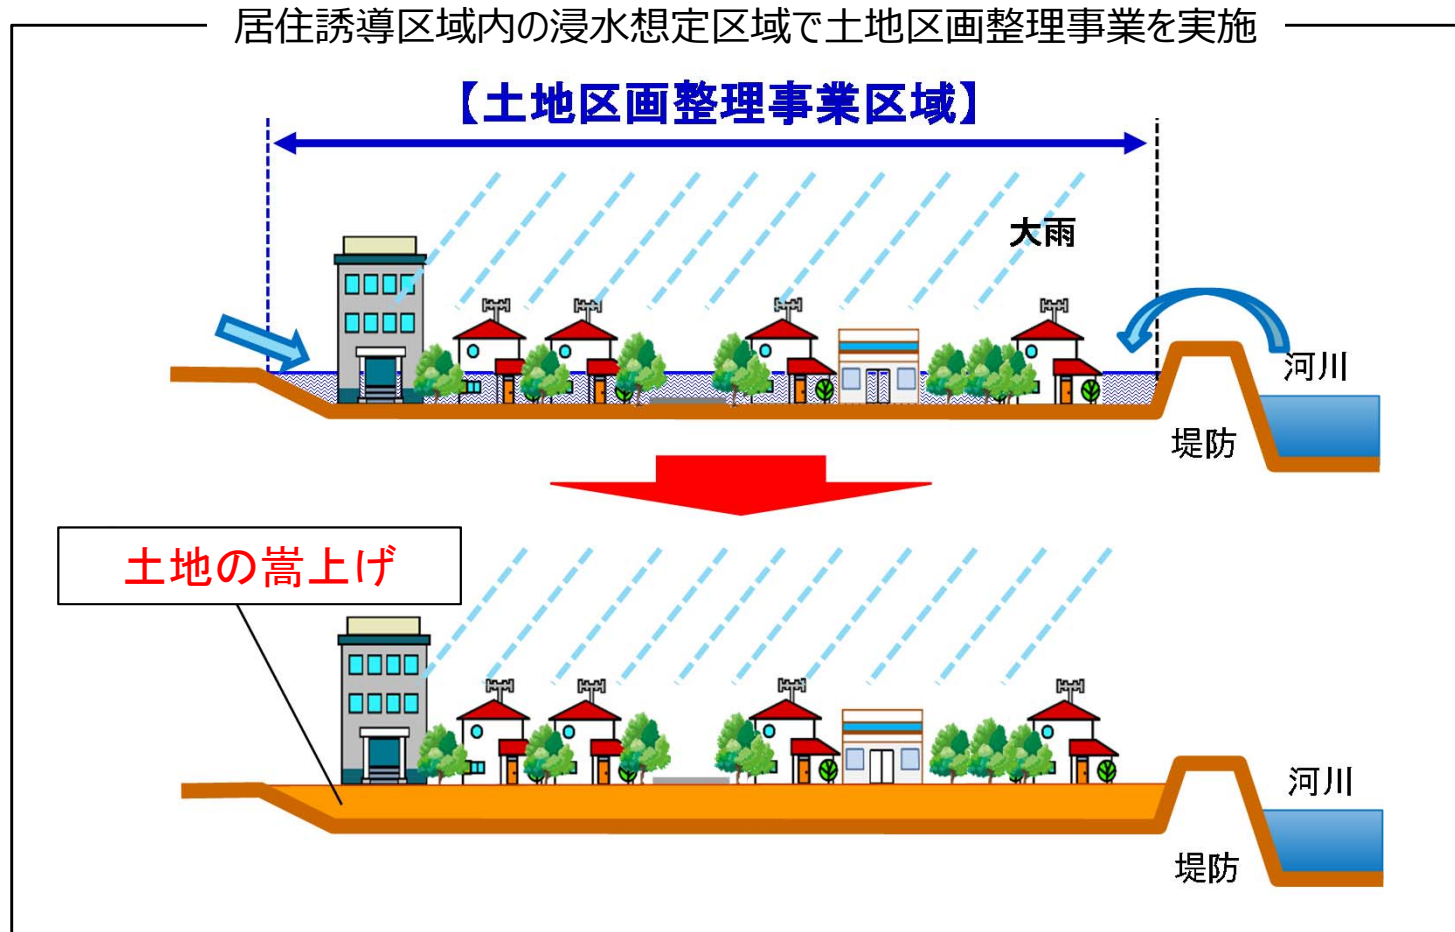 居住誘導区域内の浸水想定区域で土地区画整理事業を実施
【土地区画整理事業区域】
大雨
河川
堤防
土地の嵩上げ
河川
堤防